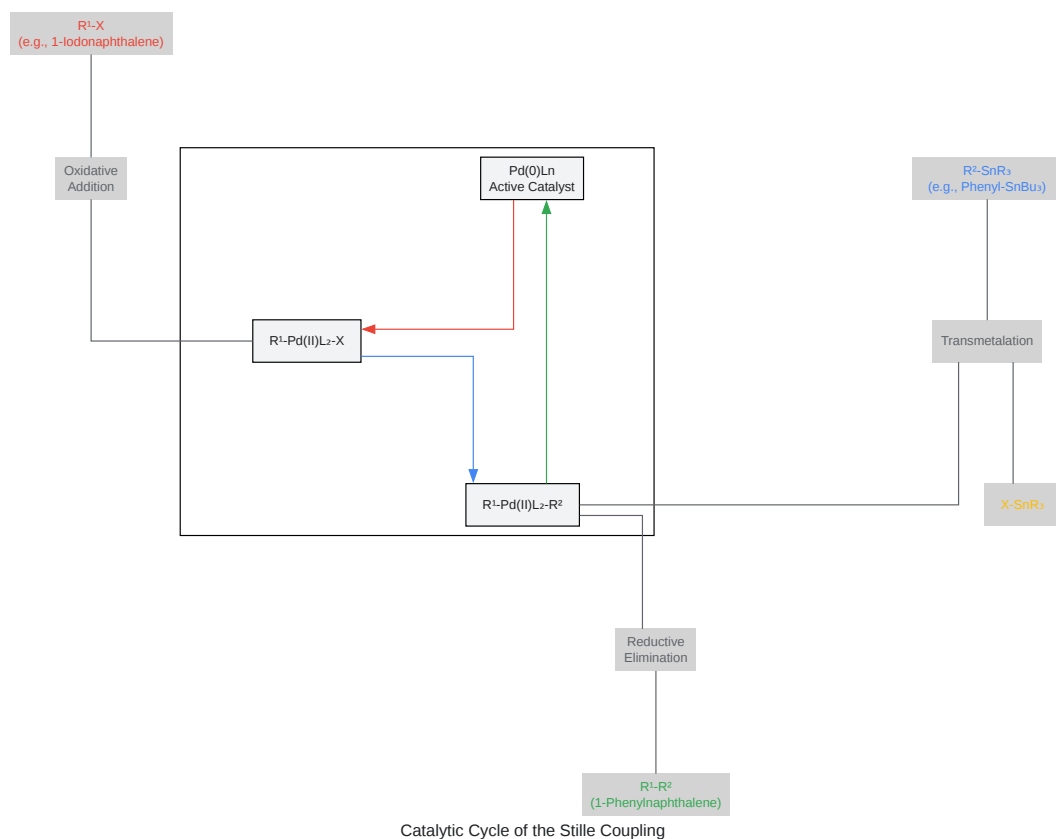 R¹-X
(e.g., 1-Iodonaphthalene)
Oxidative
Addition
Pd(0)Ln
Active Catalyst
R²-SnR₃
(e.g., Phenyl-SnBu₃)
R¹-Pd(II)L₂-X
Transmetalation
R¹-Pd(II)L₂-R²
X-SnR₃
Reductive
Elimination
R¹-R²
(1-Phenylnaphthalene)
Catalytic Cycle of the Stille Coupling